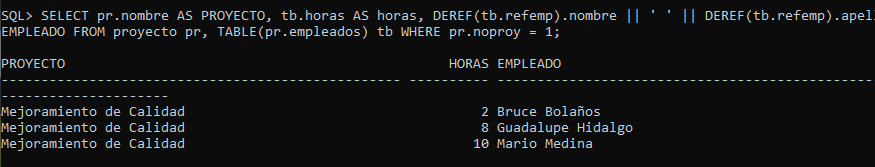 SQL> SELECT pr.nombre AS PROYECTO, tb.horas AS horas, DEREF(tb.refemp).nombre || ' ' || DEREF(tb.refemp).apel
EMPLEADO FROM proyecto pr, TABLE(pr.empleados) tb WHERE pr.noproy = 1;
PROYECTO HORAS EMPLEADO
-------------------------------------------------- ---------- -----------------------------------------------
---------------------
Mejoramiento de Calidad 2 Bruce Bolaños
Mejoramiento de Calidad 8 Guadalupe Hidalgo
Mejoramiento de Calidad 10 Mario Medina